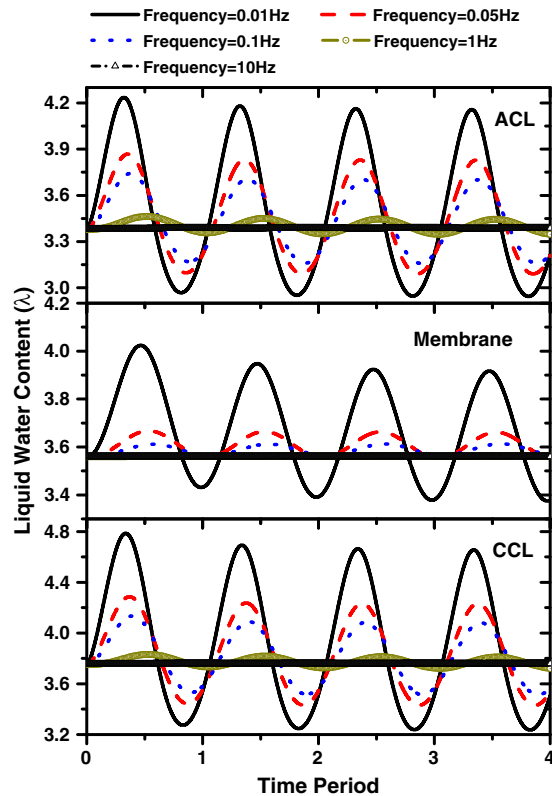 Frequency=0.01Hz Frequency=0.05Hz
Frequency=0.1Hz Frequency=1Hz
Frequency=10Hz
4.2
3.9
3.6
3.3
3.0
ACL
4.2
4.0
3.8
3.6
3.4
Membrane
4.8
4.4
4.0
3.6
3.2
CCL
0 1 2 3 4
Liquid Water Content (λ)
Time Period